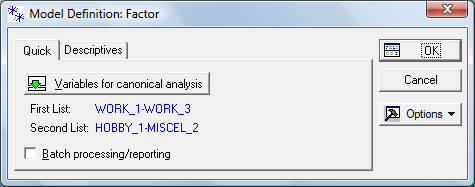 Model Definition: Factor
Quick
Descriptives
Variables for canonical analysis
First List: WORK_1-WORK_3
Second List: HOBBY_1-MISCEL_2
Batch processing/reporting
OK
Cancel
Options